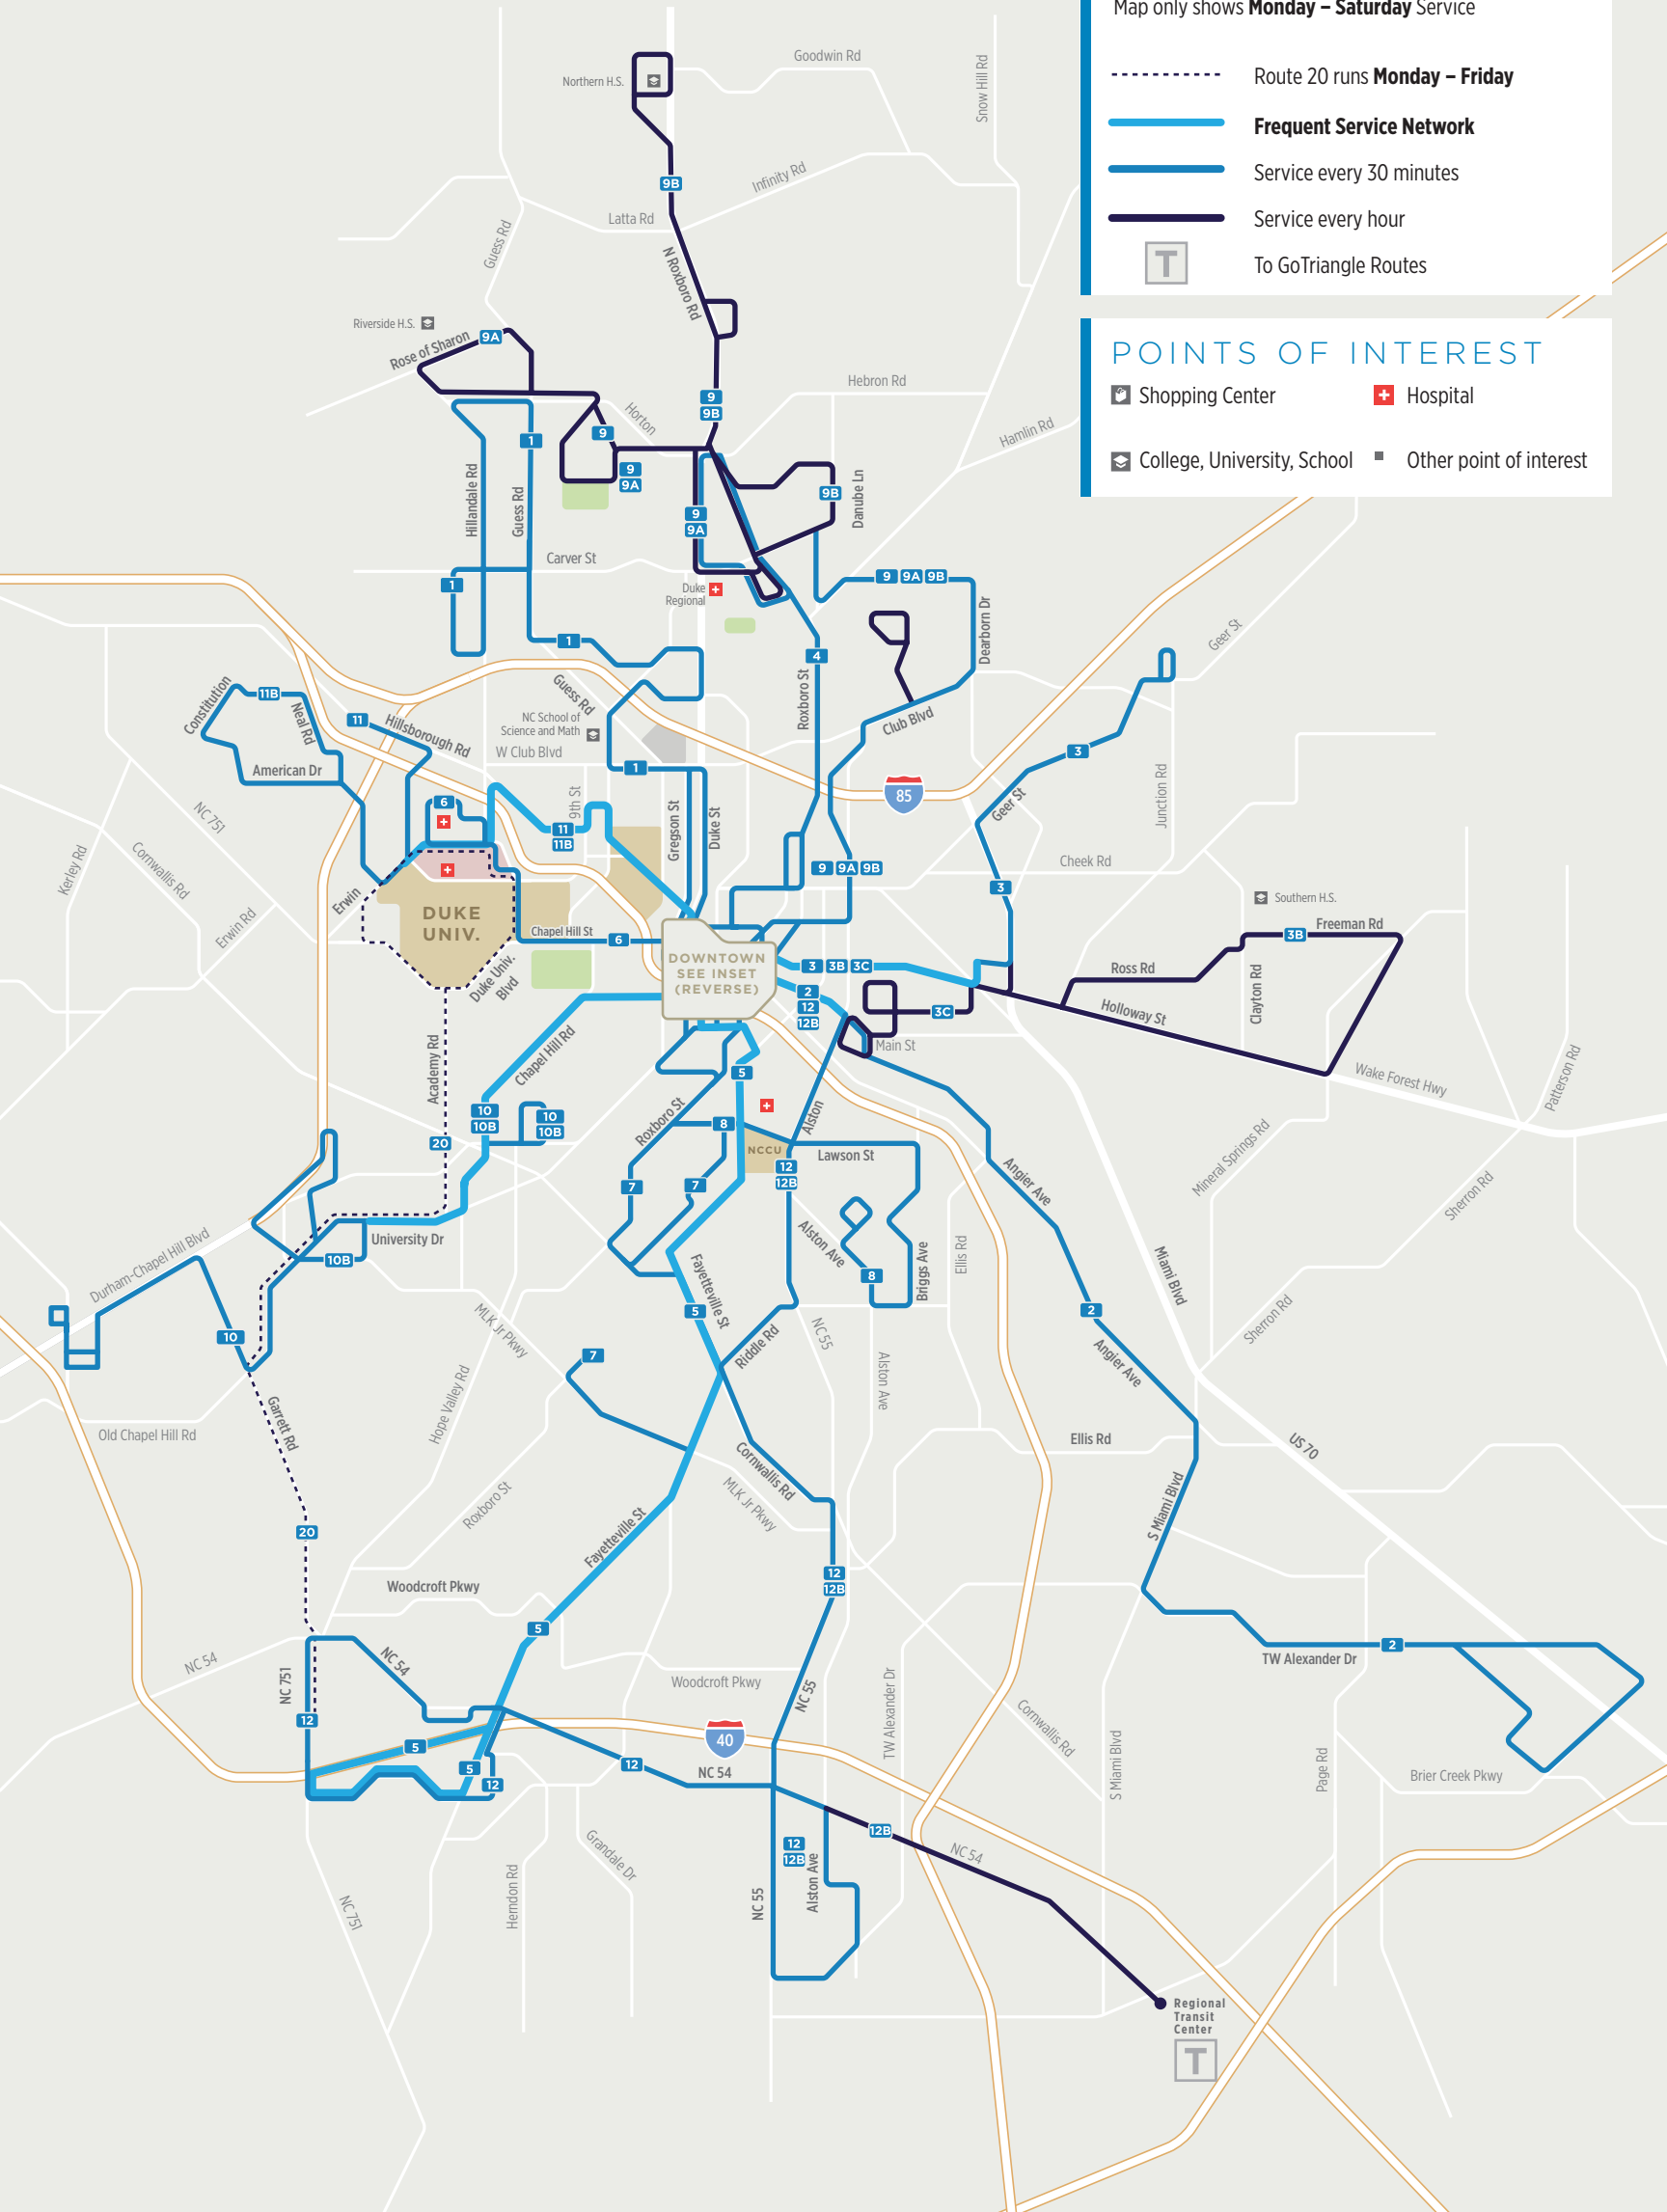 Map only shows Monday – Saturday Service
Route 20 runs Monday – Friday
Frequent Service Network
Service every 30 minutes
Service every hour
T
To GoTriangle Routes
POINTS OF INTEREST
Shopping Center
Hospital
College, University, School
Other point of interest
Northern H.S.
Goodwin Rd
Snow Hill Rd
9B
Infinity Rd
Latta Rd
Guess Rd
N Roxboro Rd
Riverside H.S.
9A
Rose of Sharon
Hebron Rd
9
9B
Horton
Hamlin Rd
1
9
9
9A
Hillandale Rd
Guess Rd
9
9A
9B
Danube Ln
Carver St
1
Duke
Regional
9 9A 9B
Dearborn Dr
1
4
Geer St
Constitution
11B
Neal Rd
11
Hillsborough Rd
Guess Rd
NC School of
Science and Math
W Club Blvd
Roxboro St
Club Blvd
3
American Dr
1
85
Geer St
Junction Rd
NC 751
6
9th St
11
11B
Gregson St
Duke St
Kerley Rd
Cornwallis Rd
Cheek Rd
9 9A 9B
3
Erwin
Erwin Rd
DUKE
UNIV.
Chapel Hill St
6
Southern H.S.
Freeman Rd
3B
DOWNTOWN
SEE INSET
(REVERSE)
3 3B 3C
Ross Rd
Clayton Rd
Duke Univ.
Blvd
2
12
12B
3C
Holloway St
Main St
Wake Forest Hwy
Patterson Rd
Academy Rd
Chapel Hill Rd
5
10
10B
10
10B
Roxboro St
8
Alston
20
NCCU
Lawson St
12
12B
Mineral Springs Rd
Sherron Rd
7
7
Angier Ave
University Dr
10B
Durham-Chapel Hill Blvd
Alston Ave
8
Briggs Ave
Ellis Rd
Miami Blvd
Fayetteville St
5
2
Sherron Rd
10
MLK Jr Pkwy
7
Riddle Rd
NC 55
Alston Ave
Angier Ave
Hope Valley Rd
Garrett Rd
Old Chapel Hill Rd
Ellis Rd
US 70
Cornwallis Rd
MLK Jr Pkwy
Roxboro St
S Miami Blvd
20
Fayetteville St
12
12B
Woodcroft Pkwy
5
2
TW Alexander Dr
NC 54
NC 54
NC 751
Woodcroft Pkwy
NC 55
TW Alexander Dr
Cornwallis Rd
12
5
40
5
12
12
NC 54
S Miami Blvd
Page Rd
Brier Creek Pkwy
12B
12
12B
NC 54
Grandale Dr
Herndon Rd
NC 751
NC 55
Alston Ave
Regional
Transit
Center
T